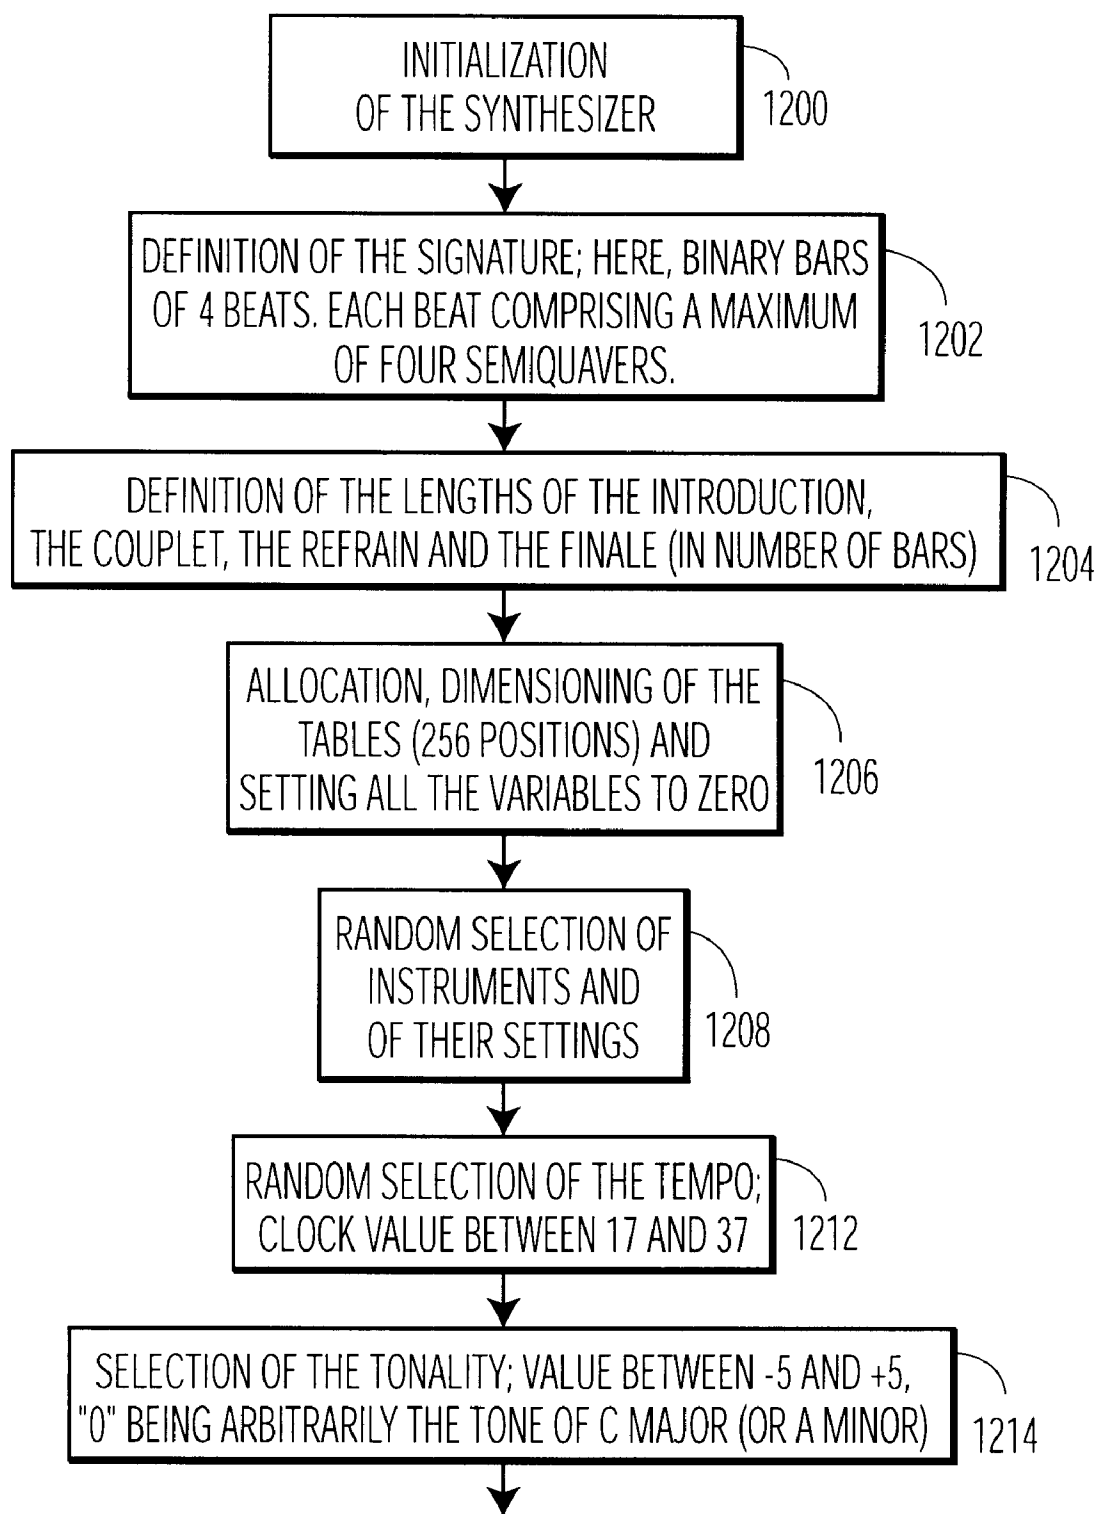 INITIALIZATION
OF THE SYNTHESIZER
1200
DEFINITION OF THE SIGNATURE; HERE, BINARY BARS
OF 4 BEATS. EACH BEAT COMPRISING A MAXIMUM
OF FOUR SEMIQUAVERS.
1202
DEFINITION OF THE LENGTHS OF THE INTRODUCTION,
THE COUPLET, THE REFRAIN AND THE FINALE (IN NUMBER OF BARS)
1204
ALLOCATION, DIMENSIONING OF THE
TABLES (256 POSITIONS) AND
SETTING ALL THE VARIABLES TO ZERO
1206
RANDOM SELECTION OF
INSTRUMENTS AND
OF THEIR SETTINGS
1208
RANDOM SELECTION OF THE TEMPO;
CLOCK VALUE BETWEEN 17 AND 37
1212
SELECTION OF THE TONALITY; VALUE BETWEEN -5 AND +5,
"0" BEING ARBITRARILY THE TONE OF C MAJOR (OR A MINOR)
1214